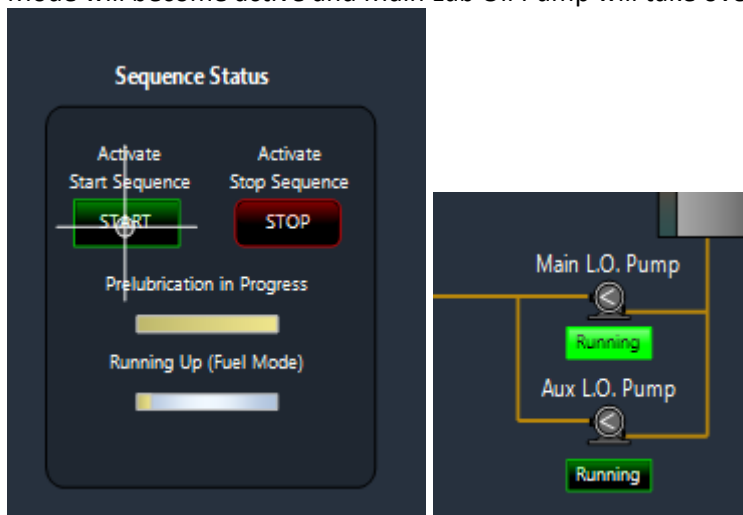 mode will become active and main Lub Oil Pump will take ove
Sequence Status
Activate
Start Sequence
Activate
Stop Sequence
START
STOP
Prelubrication in Progress
Running Up (Fuel Mode)
Main L.O. Pump
Running
Aux L.O. Pump
Running